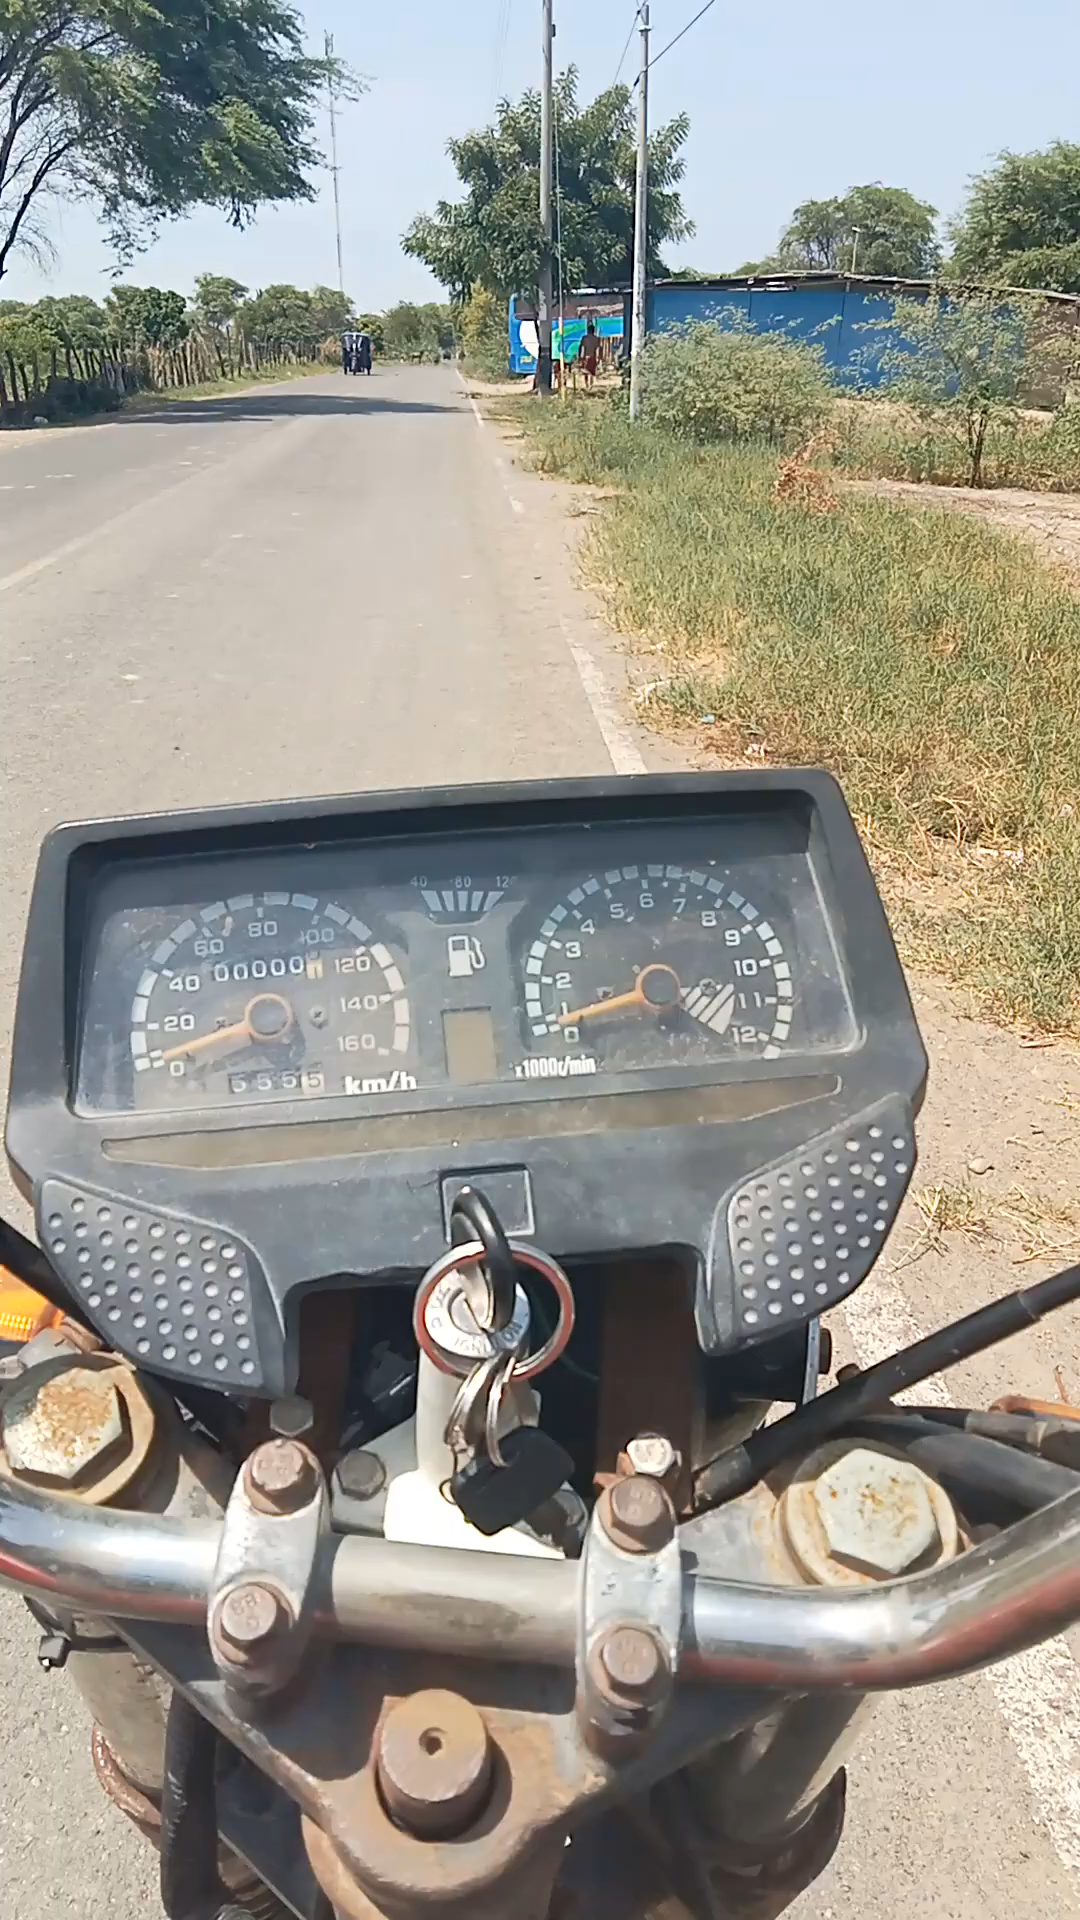 40 80 120
0 20 40 60 80 100 120 140 160
00000
5555
km/h
0 1 2 3 4 5 6 7 8 9 10 11 12
x1000r/min
IGNITION